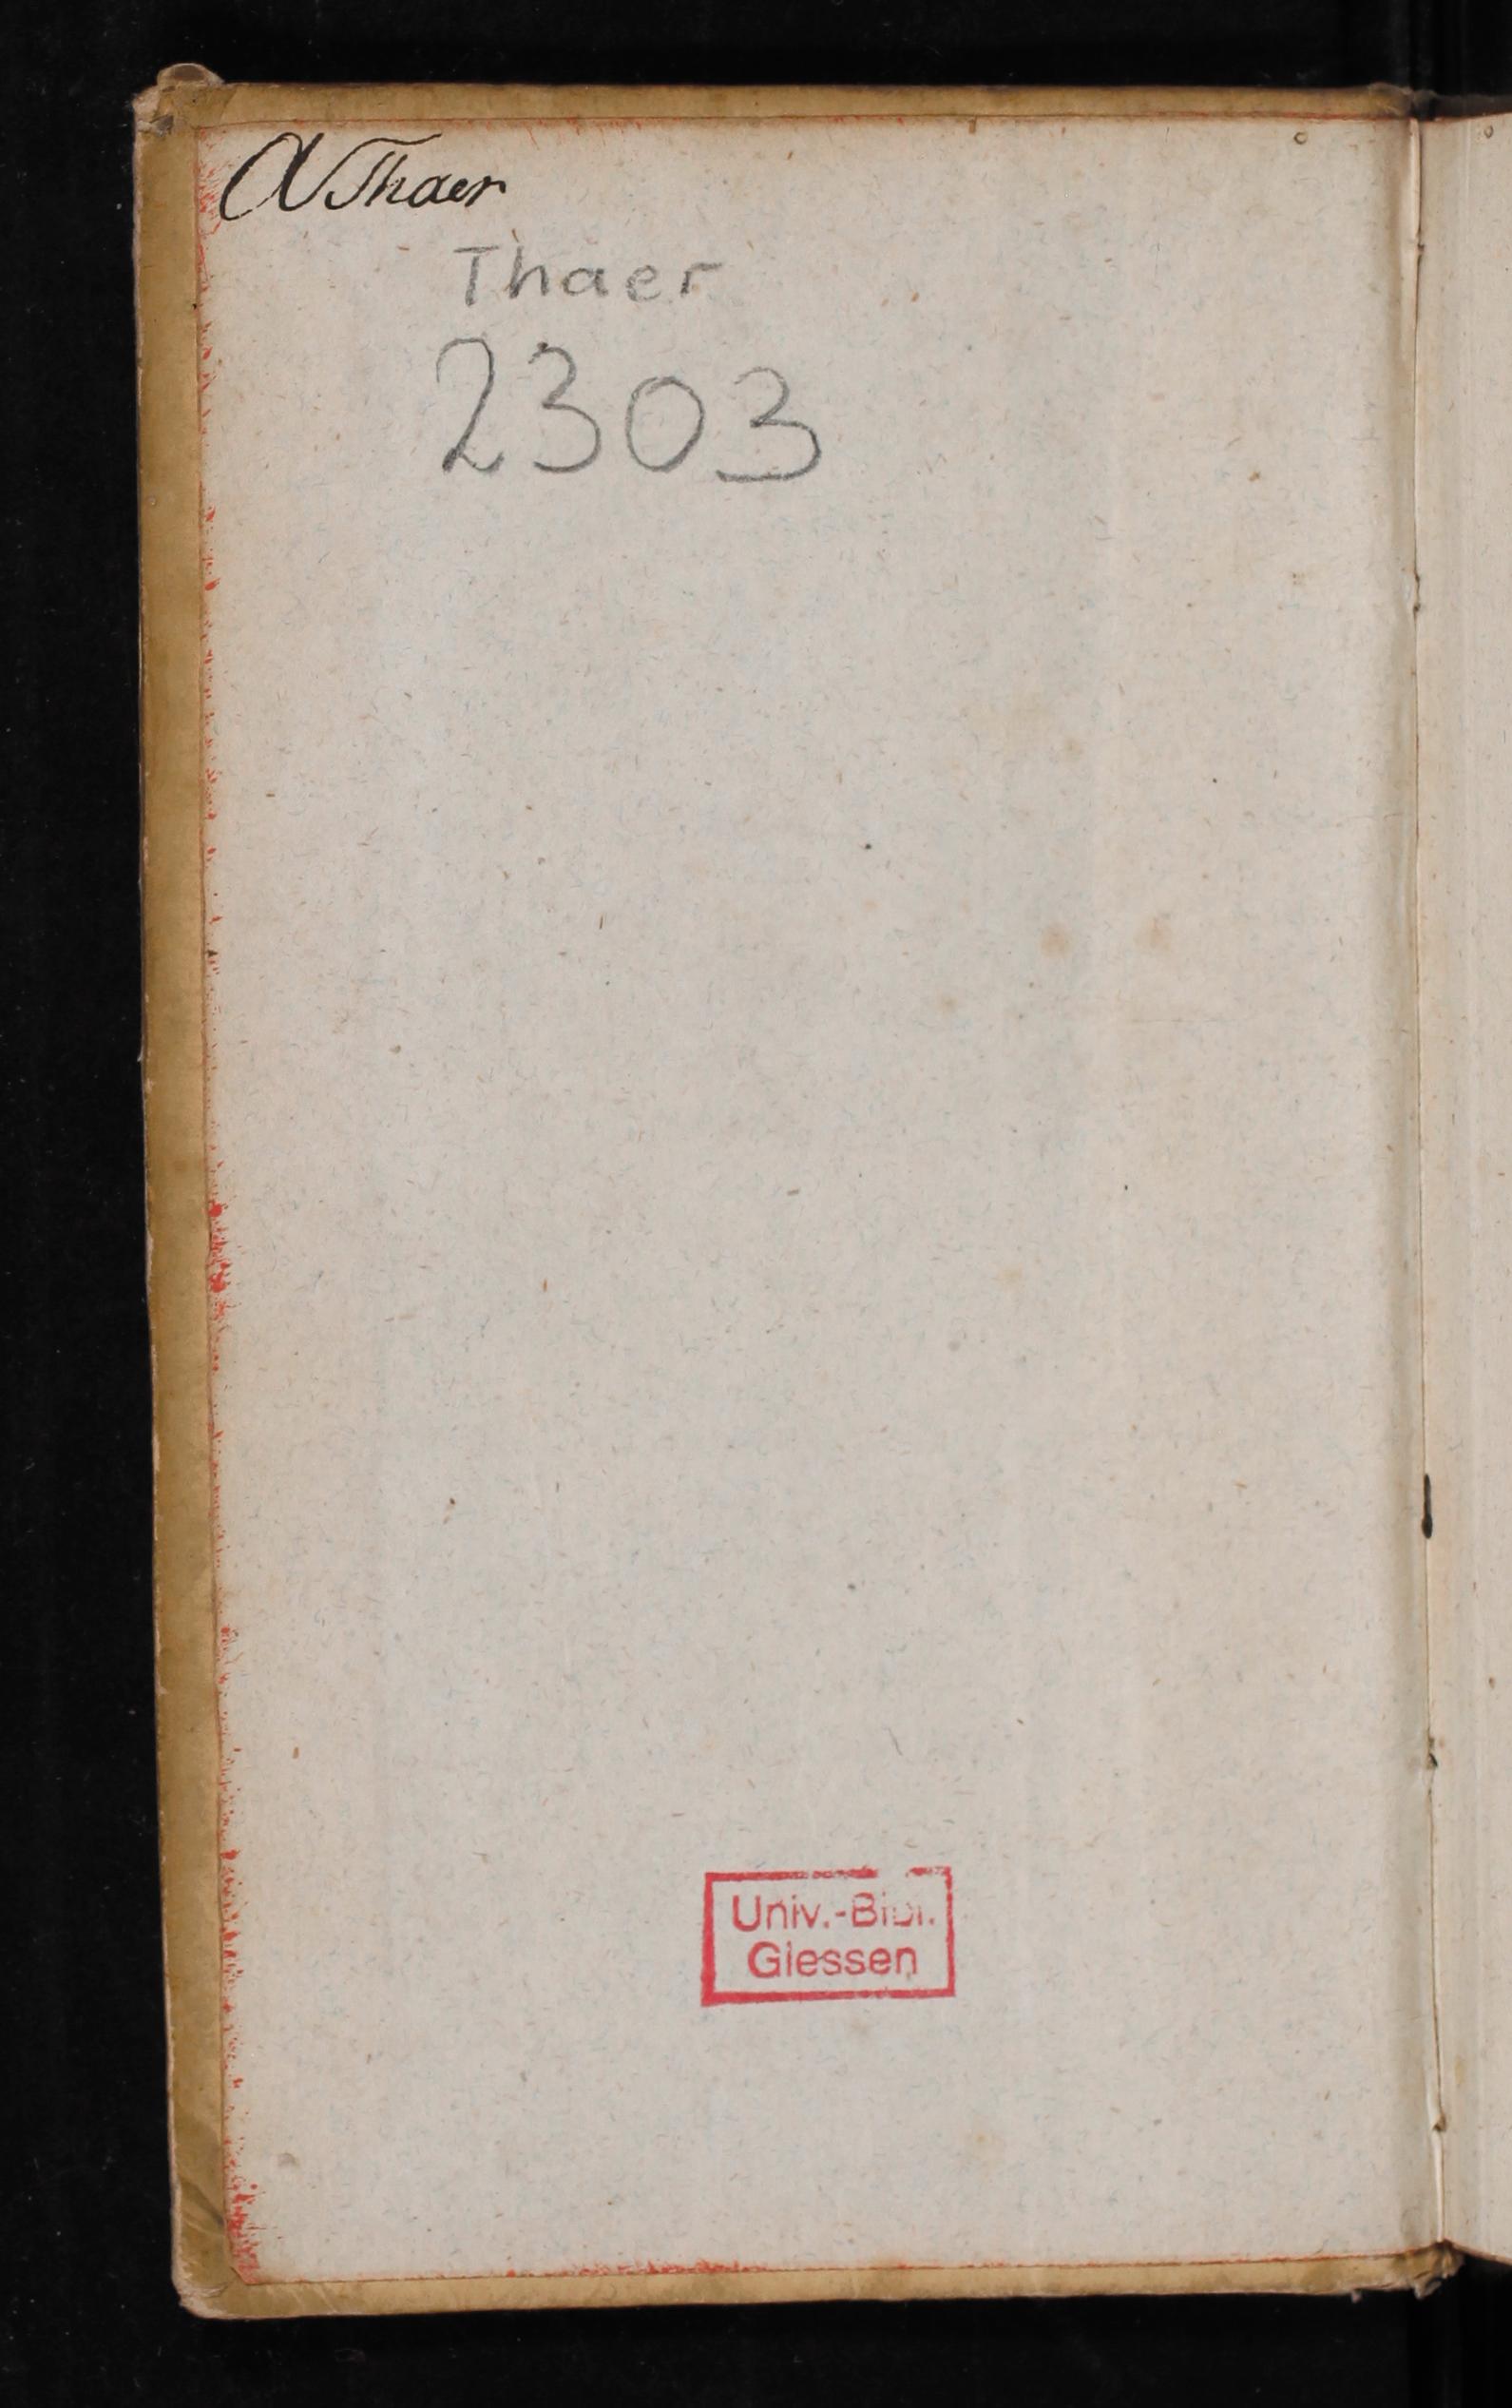 A Thaer
Thaer
2303
Univ.-Bibl.
Giessen